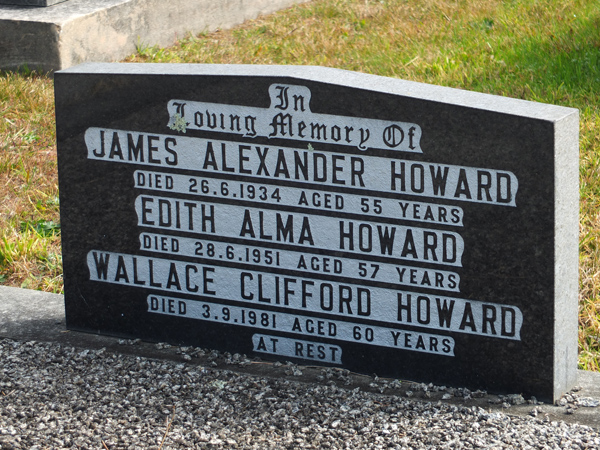 In
Loving Memory Of
JAMES ALEXANDER HOWARD
DIED 26.6.1934 AGED 55 YEARS
EDITH ALMA HOWARD
DIED 28.6.1951 AGED 57 YEARS
WALLACE CLIFFORD HOWARD
DIED 3.9.1981 AGED 60 YEARS
AT REST